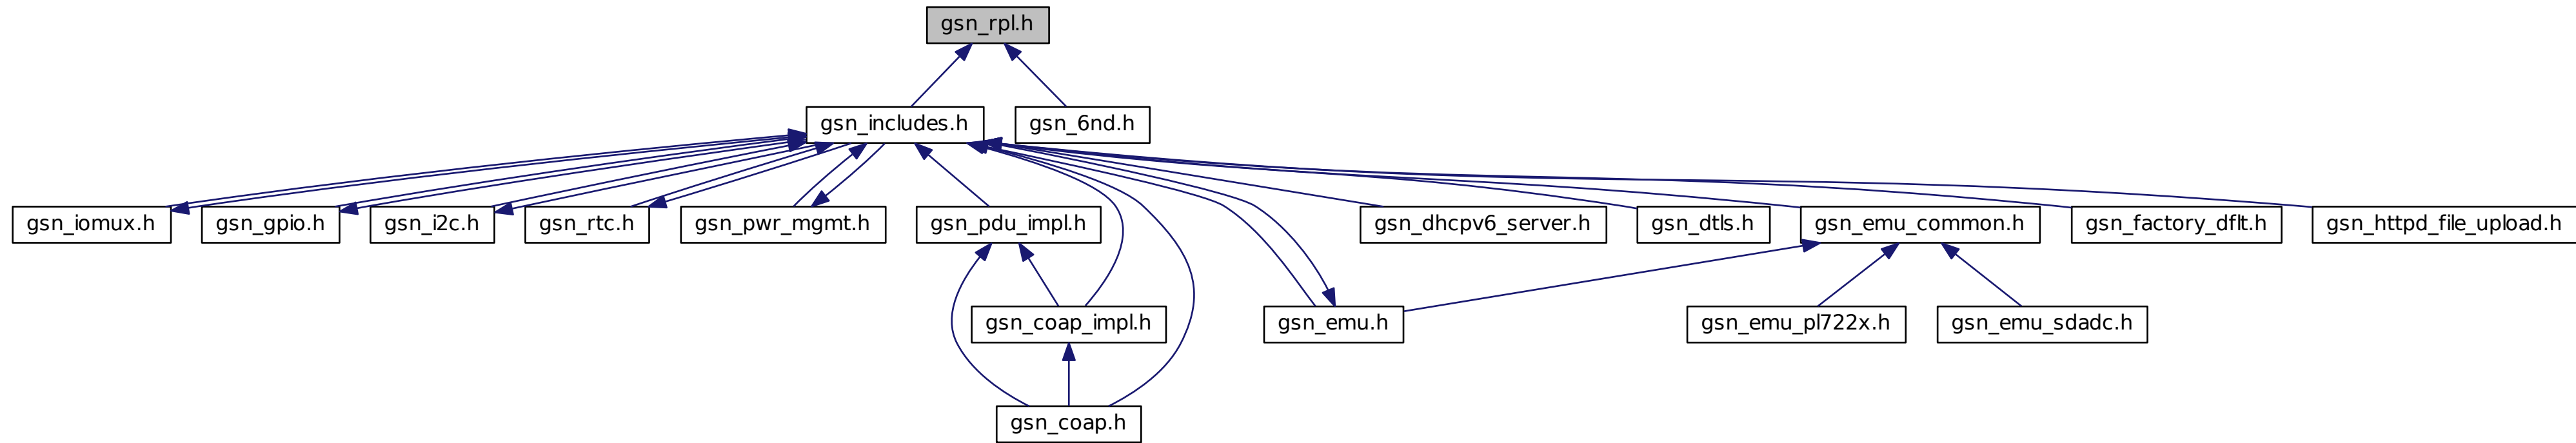 gsn_rpl.h
gsn_includes.h
gsn_6nd.h
gsn_iomux.h
gsn_gpio.h
gsn_i2c.h
gsn_rtc.h
gsn_pwr_mgmt.h
gsn_pdu_impl.h
gsn_dhcpv6_server.h
gsn_dtls.h
gsn_emu_common.h
gsn_factory_dflt.h
gsn_httpd_file_upload.h
gsn_coap_impl.h
gsn_emu.h
gsn_emu_pl722x.h
gsn_emu_sdadc.h
gsn_coap.h